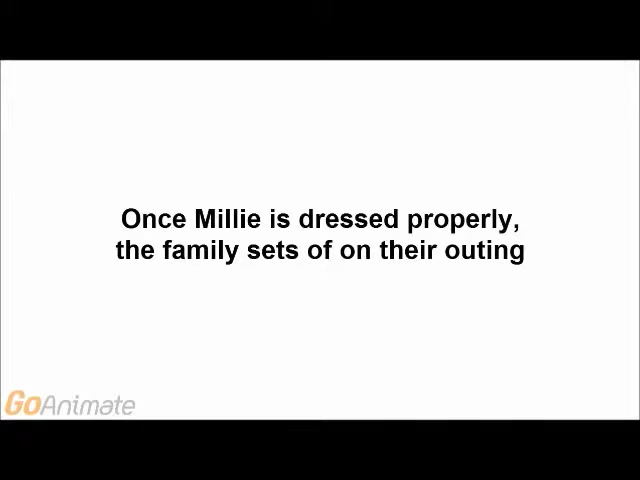 Once Millie is dressed properly,
the family sets of on their outing
GoAnimate